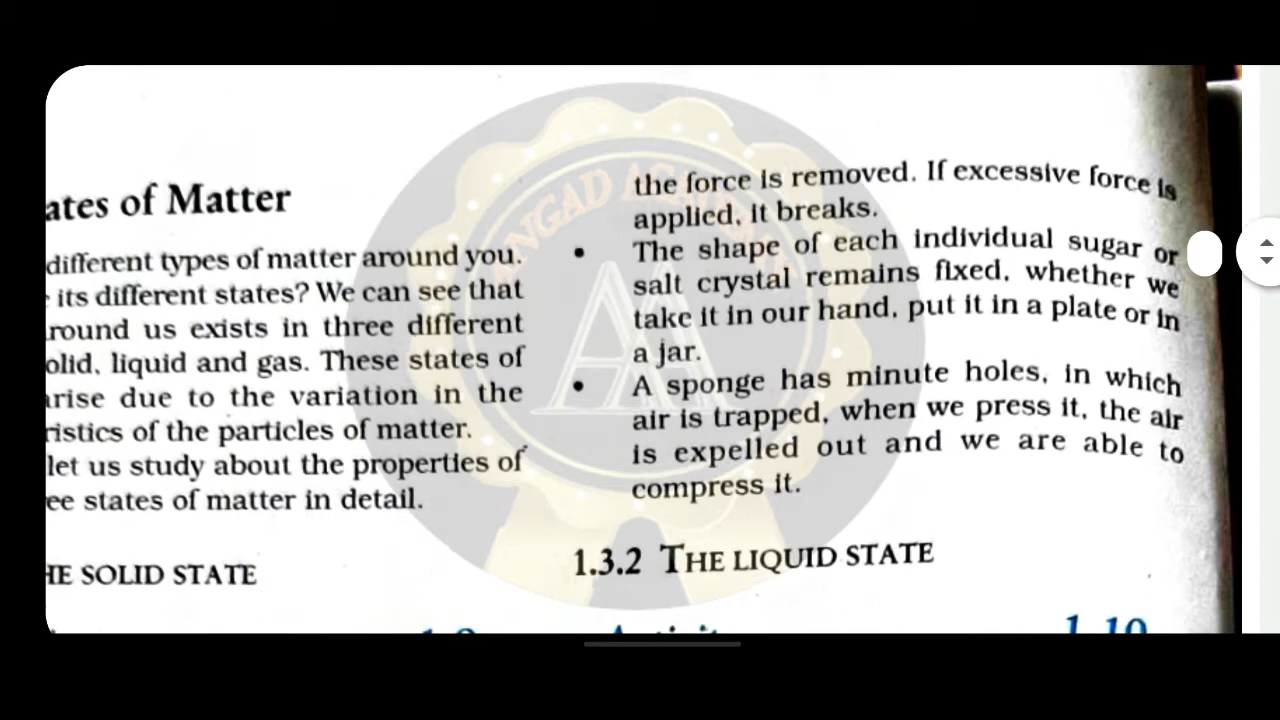 ates of Matter
different types of matter around you.
its different states? We can see that
round us exists in three different
olid, liquid and gas. These states of
arise due to the variation in the
ristics of the particles of matter.
let us study about the properties of
ee states of matter in detail.
HE SOLID STATE
the force is removed. If excessive force is
applied, it breaks.
• The shape of each individual sugar or
salt crystal remains fixed, whether we
take it in our hand, put it in a plate or in
a jar.
• A sponge has minute holes, in which
air is trapped, when we press it, the air
is expelled out and we are able to
compress it.
1.3.2 THE LIQUID STATE